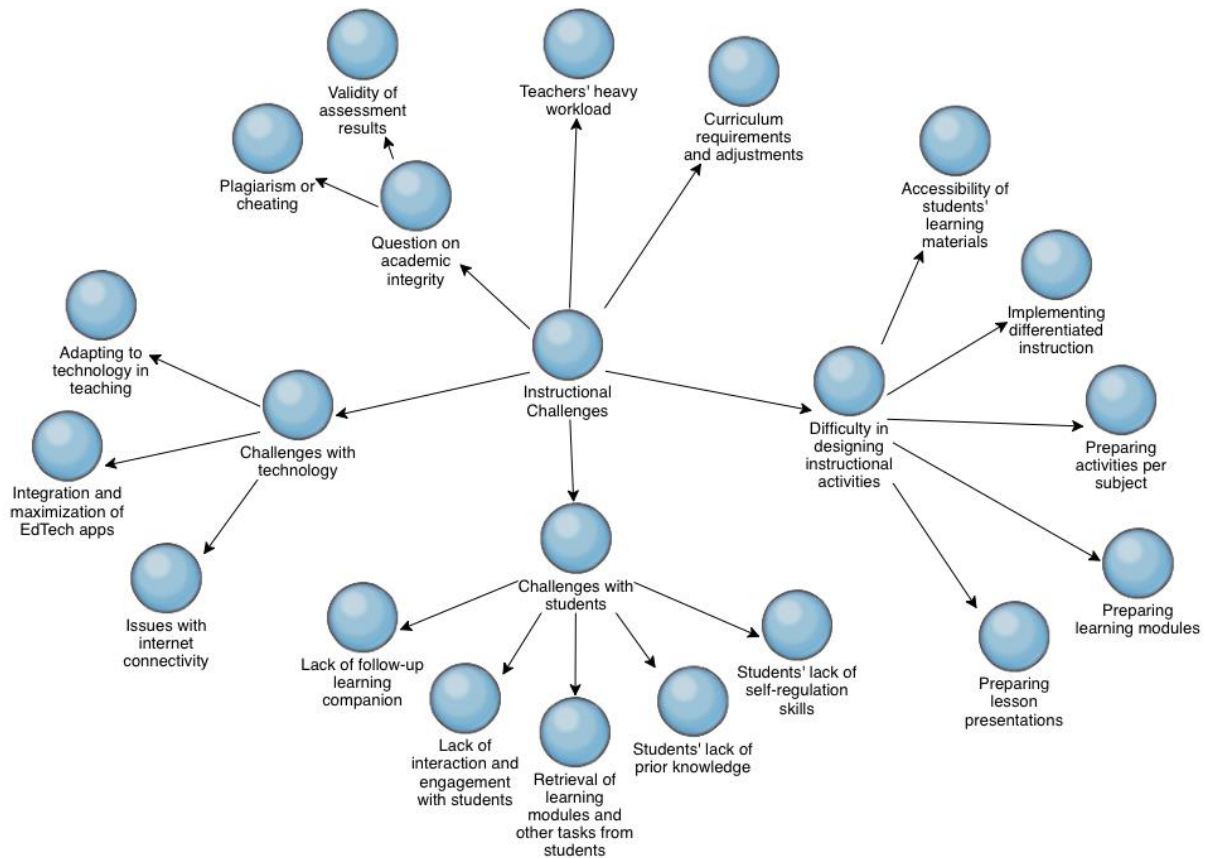 Validity of
assessment
results
Teachers' heavy
workload
Curriculum
requirements
and adjustments
Plagiarism or
cheating
Accessibility of
students'
learning
materials
Question on
academic
integrity
Implementing
differentiated
instruction
Adapting to
technology in
teaching
Instructional
Challenges
Difficulty in
designing
instructional
activities
Preparing
activities per
subject
Challenges with
technology
Integration and
maximization of
EdTech apps
Challenges with
students
Issues with
internet
connectivity
Preparing
learning modules
Lack of follow-up
learning
companion
Students' lack of
self-regulation
skills
Preparing
lesson
presentations
Lack of
interaction and
engagement
with students
Retrieval of
learning
modules and
other tasks from
students
Students' lack of
prior knowledge